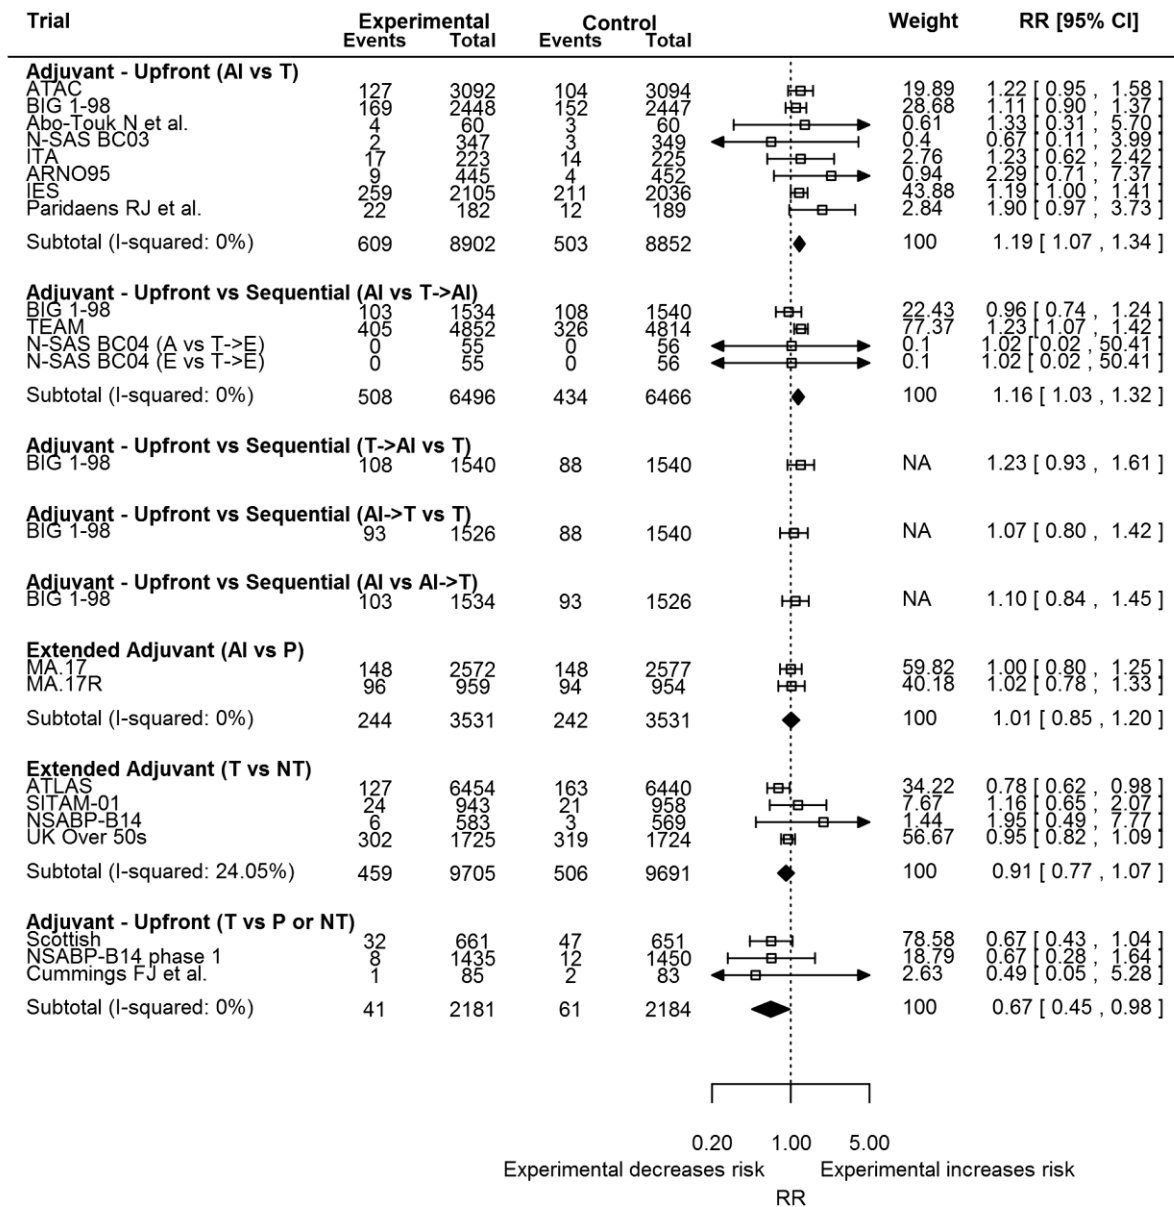 Trial Experimental Control Weight RR [95% CI]
Events Total Events Total
Adjuvant - Upfront (AI vs T)
ATAC 127 3092 104 3094 19.89 1.22 [ 0.95 , 1.58 ]
BIG 1-98 169 2448 152 2447 28.68 1.11 [ 0.90 , 1.37 ]
Abo-Touk N et al. 4 60 3 60 0.61 1.33 [ 0.31 , 5.70 ]
N-SAS BC03 2 347 3 349 0.4 0.67 [ 0.11 , 3.99 ]
ITA 17 223 14 225 2.76 1.23 [ 0.62 , 2.42 ]
ARNO95 9 445 4 452 0.94 2.29 [ 0.71 , 7.37 ]
IES 259 2105 211 2036 43.88 1.19 [ 1.00 , 1.41 ]
Paridaens RJ et al. 22 182 12 189 2.84 1.90 [ 0.97 , 3.73 ]
Subtotal (I-squared: 0%) 609 8902 503 8852 100 1.19 [ 1.07 , 1.34 ]
Adjuvant - Upfront vs Sequential (AI vs T->AI)
BIG 1-98 103 1534 108 1540 22.43 0.96 [ 0.74 , 1.24 ]
TEAM 405 4852 326 4814 77.37 1.23 [ 1.07 , 1.42 ]
N-SAS BC04 (A vs T->E) 0 55 0 56 0.1 1.02 [ 0.02 , 50.41 ]
N-SAS BC04 (E vs T->E) 0 55 0 56 0.1 1.02 [ 0.02 , 50.41 ]
Subtotal (I-squared: 0%) 508 6496 434 6466 100 1.16 [ 1.03 , 1.32 ]
Adjuvant - Upfront vs Sequential (T->AI vs T)
BIG 1-98 108 1540 88 1540 NA 1.23 [ 0.93 , 1.61 ]
Adjuvant - Upfront vs Sequential (AI->T vs T)
BIG 1-98 93 1526 88 1540 NA 1.07 [ 0.80 , 1.42 ]
Adjuvant - Upfront vs Sequential (AI vs AI->T)
BIG 1-98 103 1534 93 1526 NA 1.10 [ 0.84 , 1.45 ]
Extended Adjuvant (AI vs P)
MA.17 148 2572 148 2577 59.82 1.00 [ 0.80 , 1.25 ]
MA.17R 96 959 94 954 40.18 1.02 [ 0.78 , 1.33 ]
Subtotal (I-squared: 0%) 244 3531 242 3531 100 1.01 [ 0.85 , 1.20 ]
Extended Adjuvant (T vs NT)
ATLAS 127 6454 163 6440 34.22 0.78 [ 0.62 , 0.98 ]
SITAM-01 24 943 21 958 7.67 1.16 [ 0.65 , 2.07 ]
NSABP-B14 6 583 3 569 1.44 1.95 [ 0.49 , 7.77 ]
UK Over 50s 302 1725 319 1724 56.67 0.95 [ 0.82 , 1.09 ]
Subtotal (I-squared: 24.05%) 459 9705 506 9691 100 0.91 [ 0.77 , 1.07 ]
Adjuvant - Upfront (T vs P or NT)
Scottish 32 661 47 651 78.58 0.67 [ 0.43 , 1.04 ]
NSABP-B14 phase 1 8 1435 12 1450 18.79 0.67 [ 0.28 , 1.64 ]
Cummings FJ et al. 1 85 2 83 2.63 0.49 [ 0.05 , 5.28 ]
Subtotal (I-squared: 0%) 41 2181 61 2184 100 0.67 [ 0.45 , 0.98 ]
0.20 1.00 5.00
Experimental decreases risk Experimental increases risk
RR